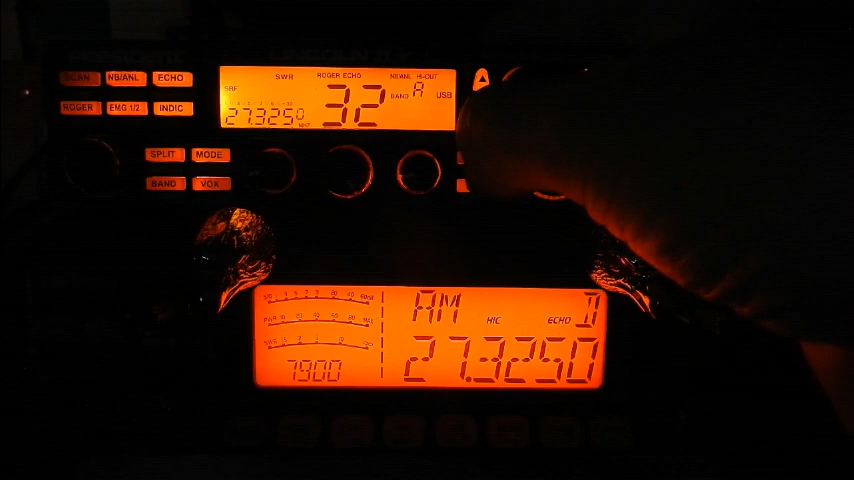 SCAN NB/ANL ECHO
ROGER EMG 1/2 INDIC
SPLIT MODE
BAND VOX
SWR ROGER ECHO NB/ANL HI-CUT
SRF 32 BAND A USB
27.3250
AM HIC ECHO D
27.3250
7900